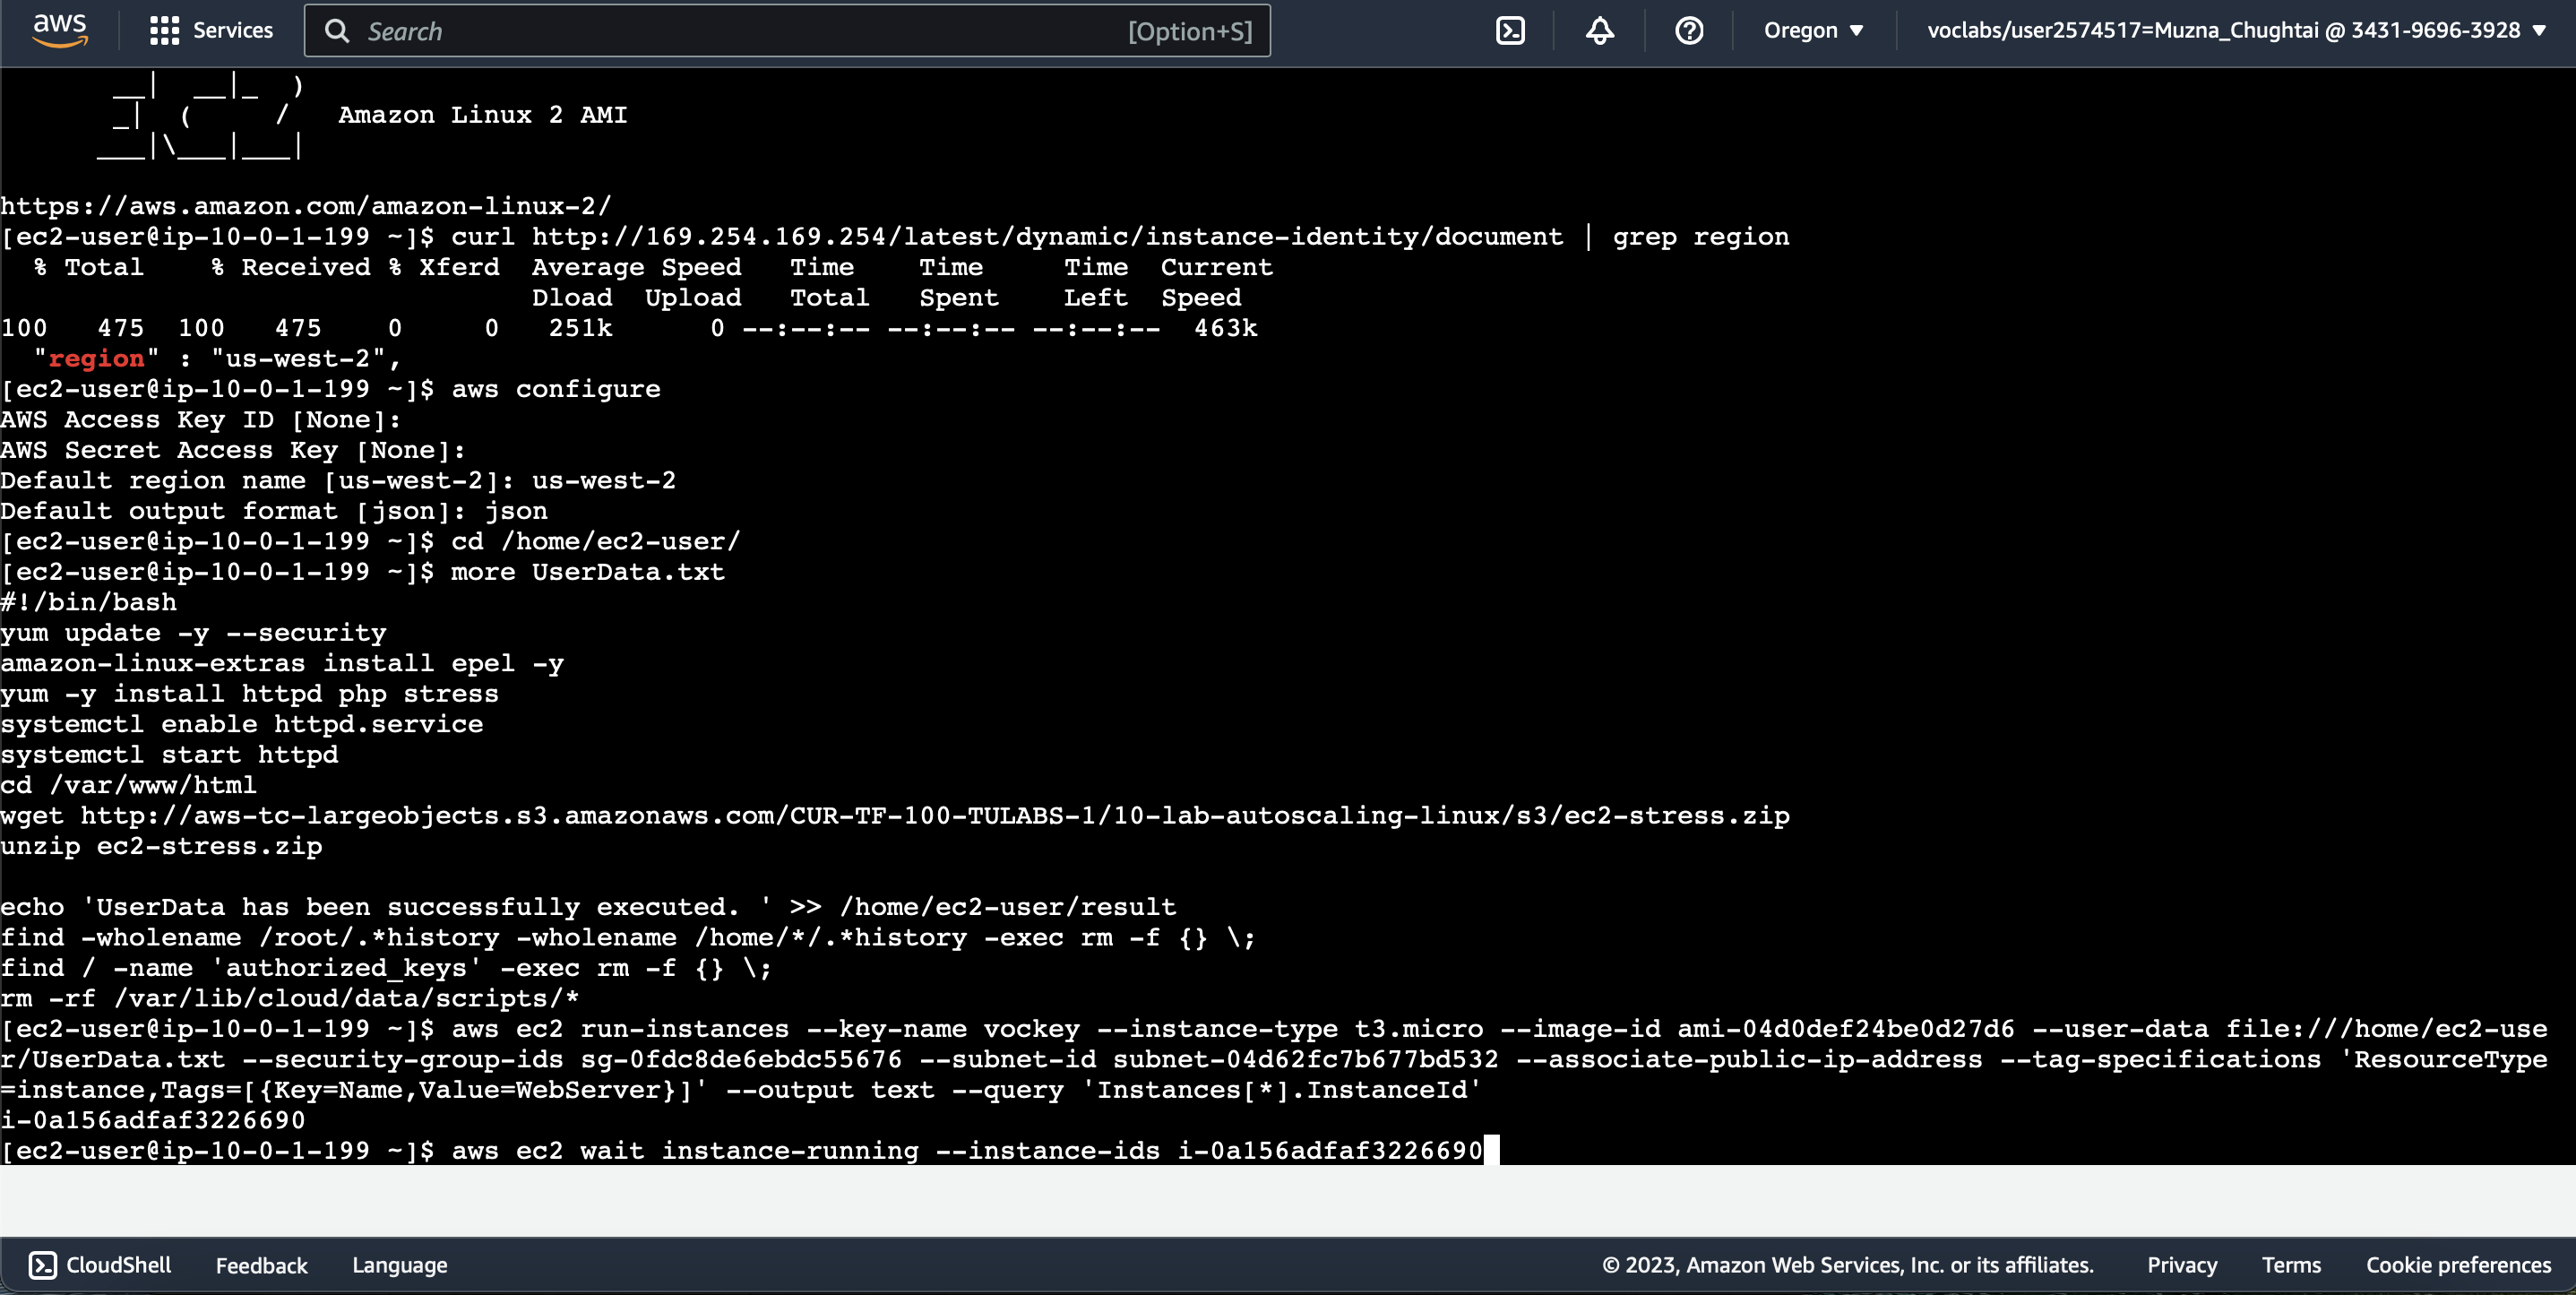 aws Services Search [Option+S] Oregon voclabs/user2574517=Muzna_Chughtai @ 3431-9696-3928
__| __|_ )
_| ( / Amazon Linux 2 AMI
___|\___|___|
https://aws.amazon.com/amazon-linux-2/
[ec2-user@ip-10-0-1-199 ~]$ curl http://169.254.169.254/latest/dynamic/instance-identity/document | grep region
% Total % Received % Xferd Average Speed Time Time Time Current
Dload Upload Total Spent Left Speed
100 475 100 475 0 0 251k 0 --:--:-- --:--:-- --:--:-- 463k
"region" : "us-west-2",
[ec2-user@ip-10-0-1-199 ~]$ aws configure
AWS Access Key ID [None]:
AWS Secret Access Key [None]:
Default region name [us-west-2]: us-west-2
Default output format [json]: json
[ec2-user@ip-10-0-1-199 ~]$ cd /home/ec2-user/
[ec2-user@ip-10-0-1-199 ~]$ more UserData.txt
#!/bin/bash
yum update -y --security
amazon-linux-extras install epel -y
yum -y install httpd php stress
systemctl enable httpd.service
systemctl start httpd
cd /var/www/html
wget http://aws-tc-largeobjects.s3.amazonaws.com/CUR-TF-100-TULABS-1/10-lab-autoscaling-linux/s3/ec2-stress.zip
unzip ec2-stress.zip
echo 'UserData has been successfully executed. ' >> /home/ec2-user/result
find -wholename /root/.*history -wholename /home/*/.*history -exec rm -f {} \;
find / -name 'authorized_keys' -exec rm -f {} \;
rm -rf /var/lib/cloud/data/scripts/*
[ec2-user@ip-10-0-1-199 ~]$ aws ec2 run-instances --key-name vockey --instance-type t3.micro --image-id ami-04d0def24be0d27d6 --user-data file:///home/ec2-use
r/UserData.txt --security-group-ids sg-0fdc8de6ebdc55676 --subnet-id subnet-04d62fc7b677bd532 --associate-public-ip-address --tag-specifications 'ResourceType
=instance,Tags=[{Key=Name,Value=WebServer}]' --output text --query 'Instances[*].InstanceId'
i-0a156adfaf3226690
[ec2-user@ip-10-0-1-199 ~]$ aws ec2 wait instance-running --instance-ids i-0a156adfaf3226690
CloudShell Feedback Language © 2023, Amazon Web Services, Inc. or its affiliates. Privacy Terms Cookie preferences